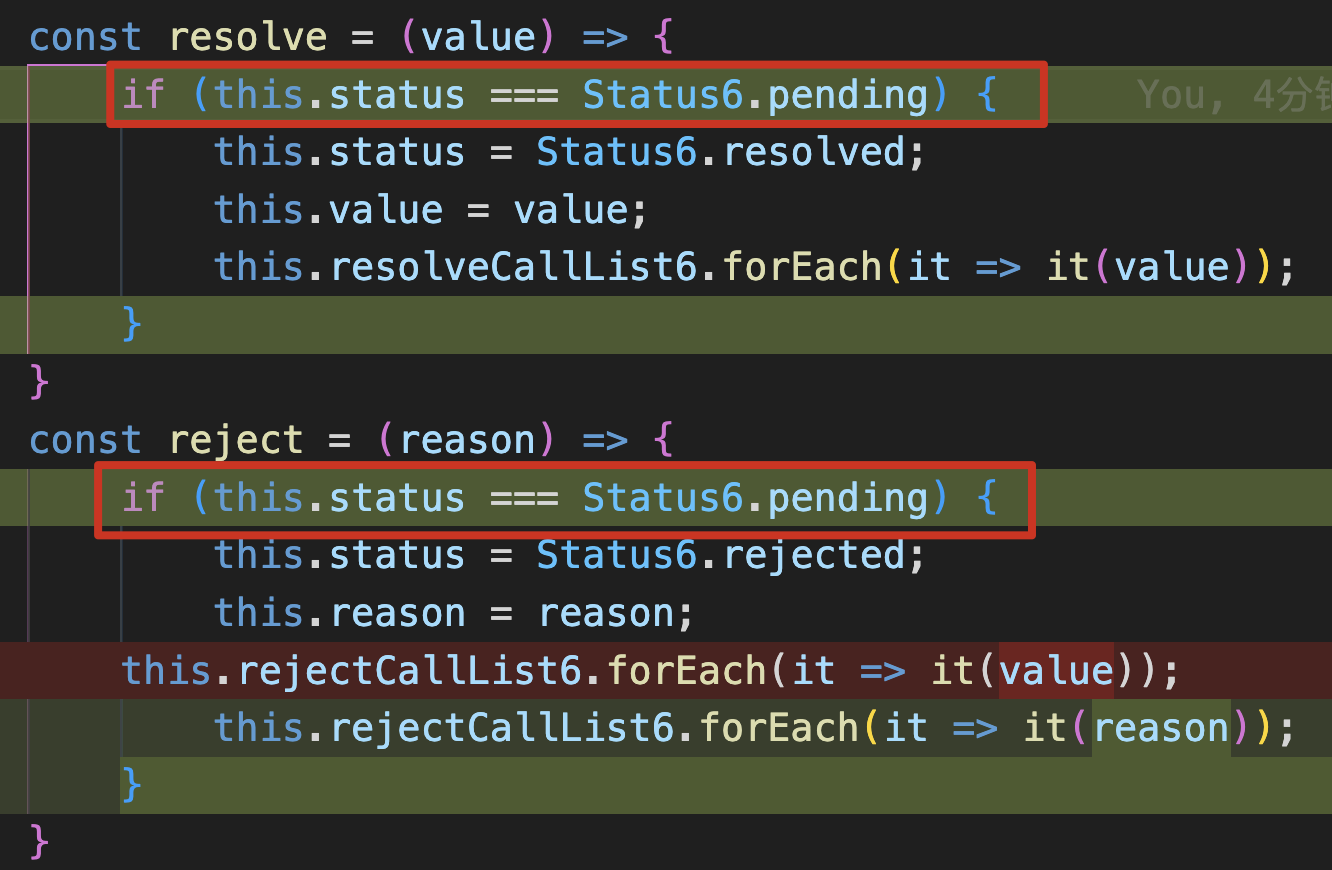 const resolve = (value) => {
if (this.status === Status6.pending) { You, 4分
this.status = Status6.resolved;
this.value = value;
this.resolveCallList6.forEach(it => it(value));
}
}
const reject = (reason) => {
if (this.status === Status6.pending) {
this.status = Status6.rejected;
this.reason = reason;
this.rejectCallList6.forEach(it => it(value));
this.rejectCallList6.forEach(it => it(reason));
}
}